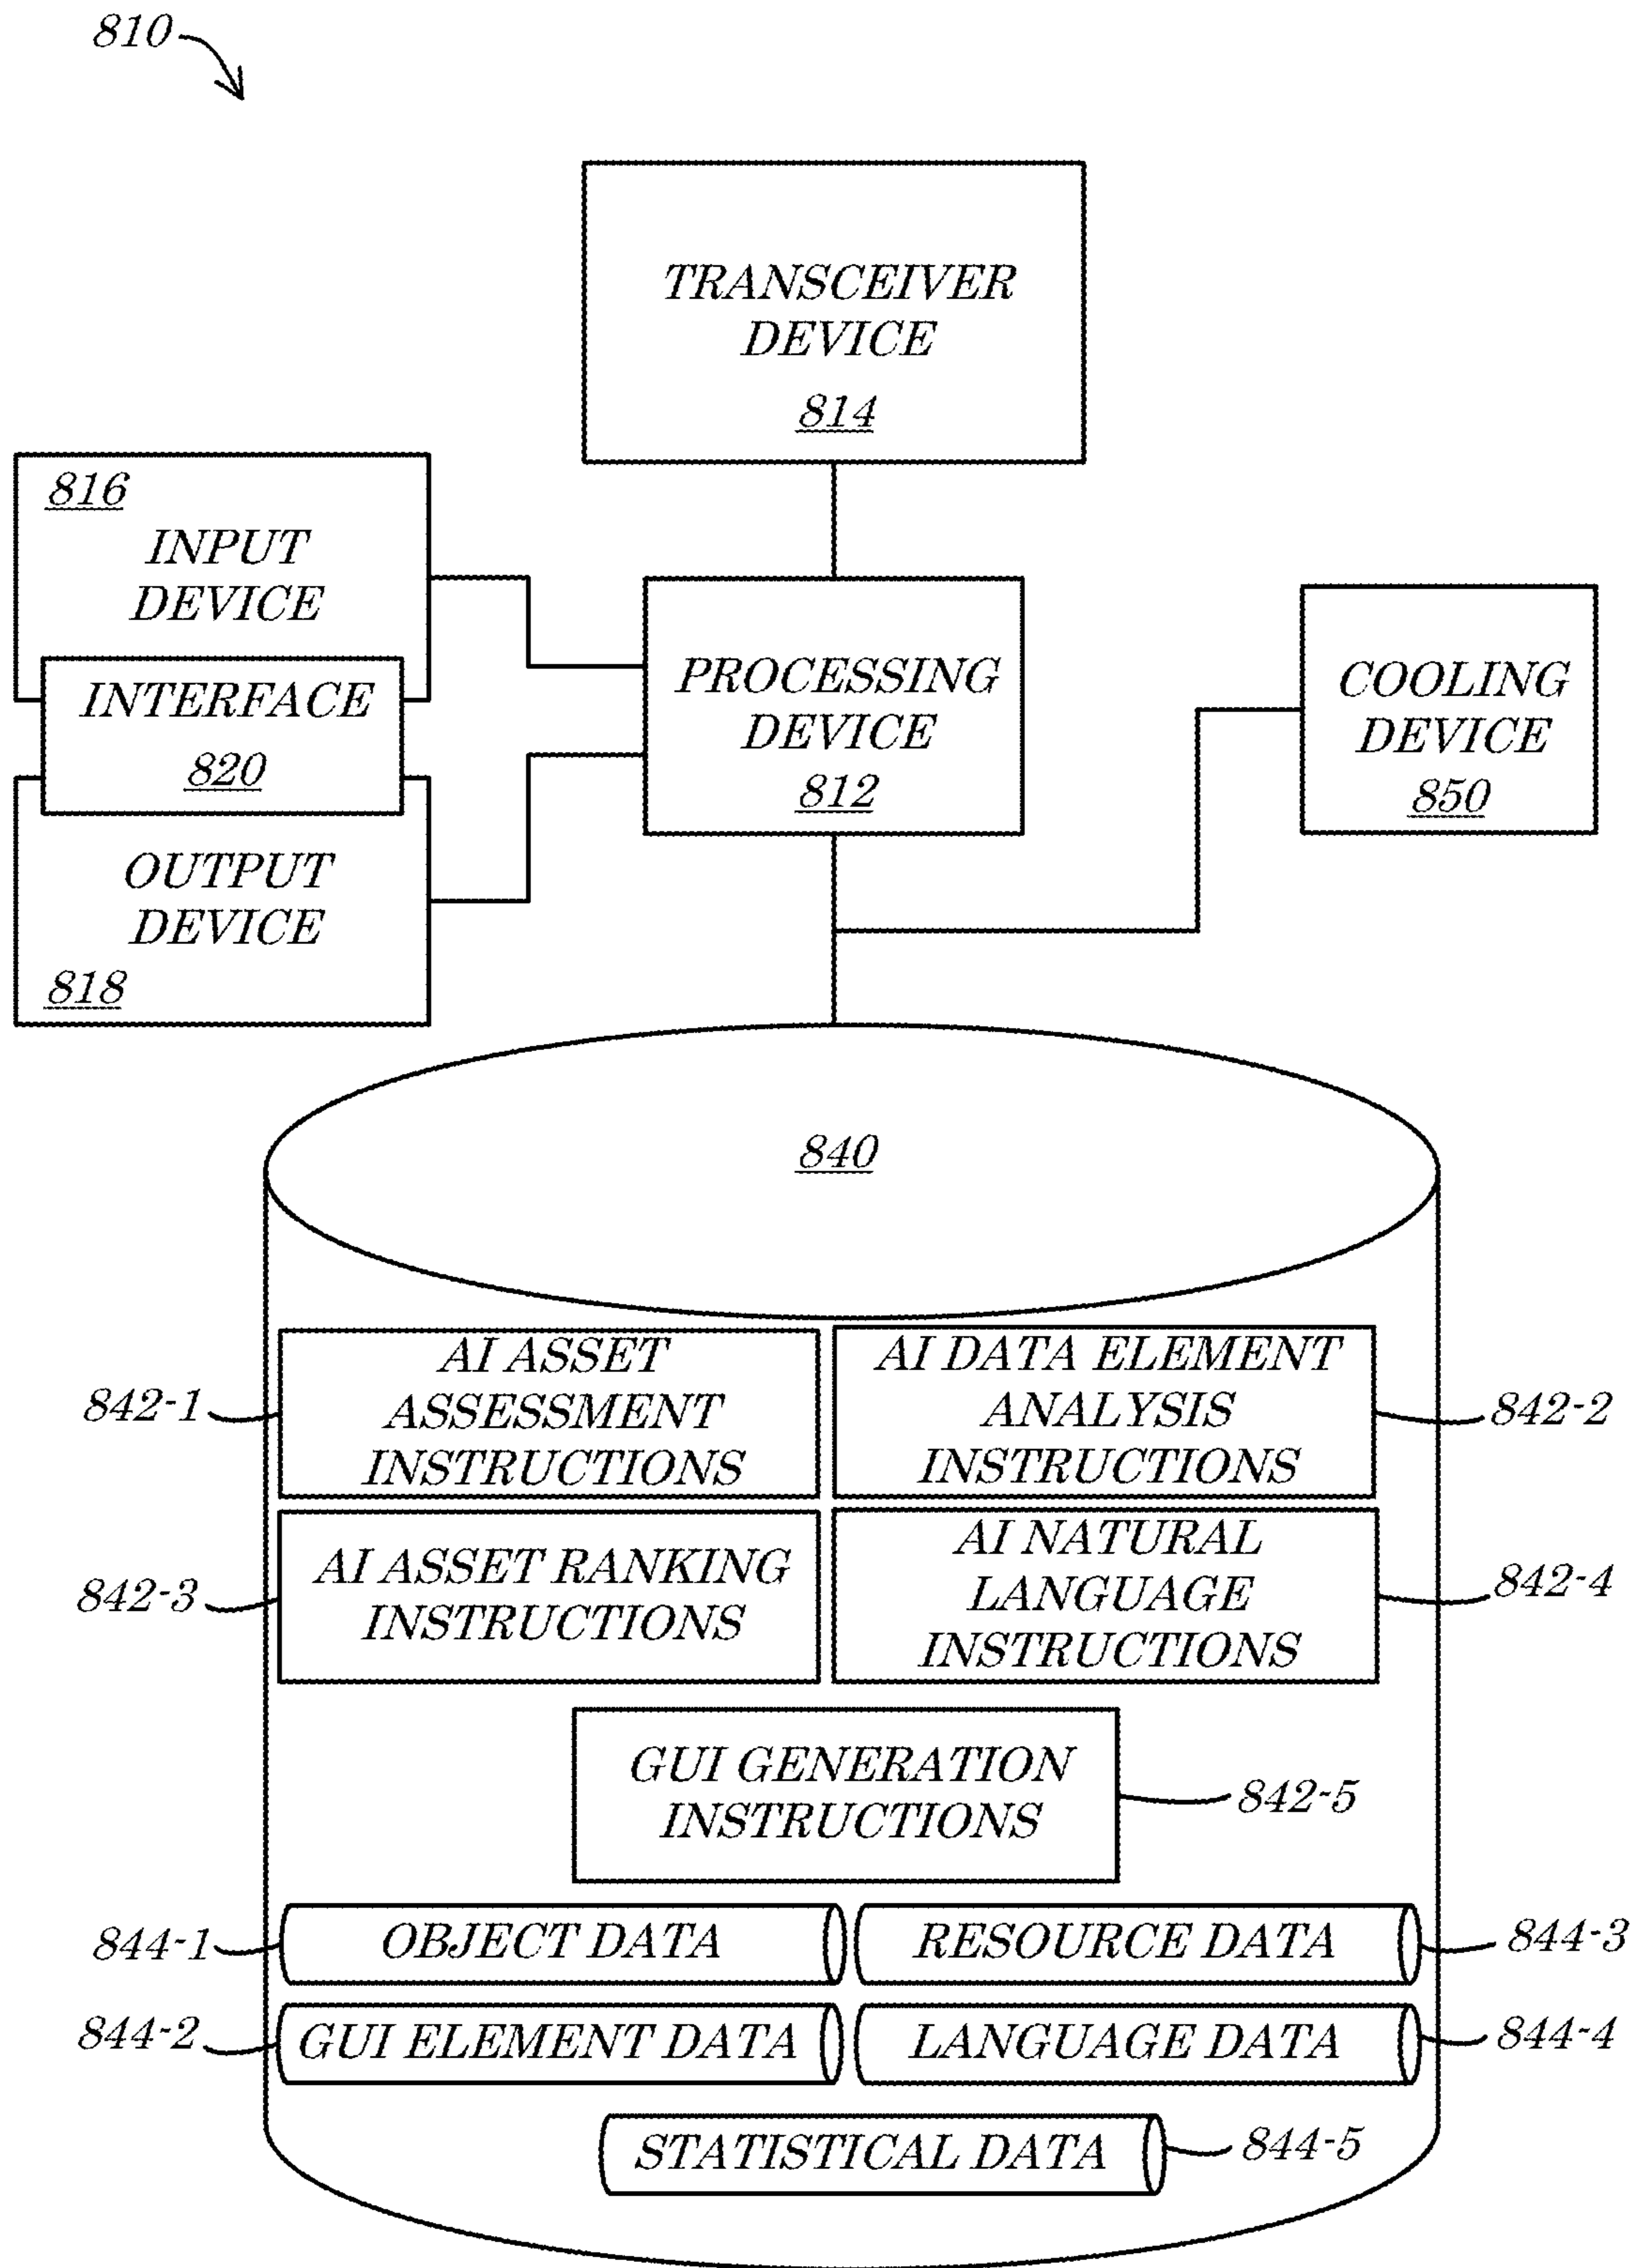 810
TRANSCEIVER
DEVICE
814
816
INPUT
DEVICE
INTERFACE
820
OUTPUT
DEVICE
818
PROCESSING
DEVICE
812
COOLING
DEVICE
850
840
842-1
AI ASSET
ASSESSMENT
INSTRUCTIONS
AI DATA ELEMENT
ANALYSIS
INSTRUCTIONS
842-2
842-3
AI ASSET RANKING
INSTRUCTIONS
AI NATURAL
LANGUAGE
INSTRUCTIONS
842-4
GUI GENERATION
INSTRUCTIONS
842-5
844-1
OBJECT DATA
RESOURCE DATA
844-3
844-2
GUI ELEMENT DATA
LANGUAGE DATA
844-4
STATISTICAL DATA
844-5